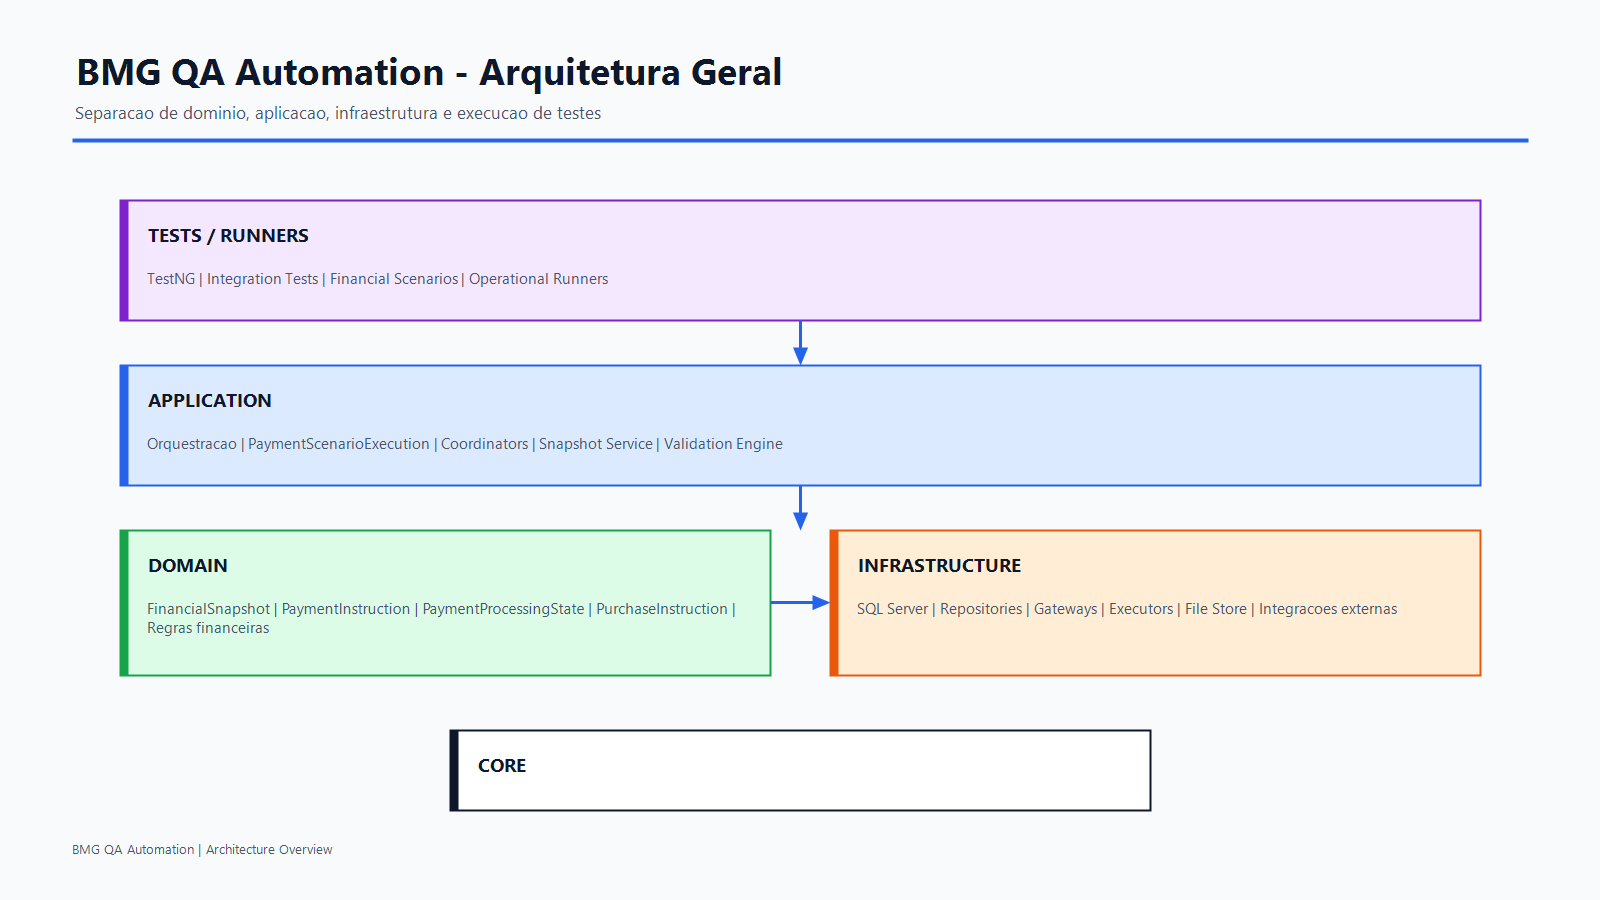 BMG QA Automation - Arquitetura Geral
Separacao de dominio, aplicacao, infraestrutura e execucao de testes
TESTS / RUNNERS
TestNG | Integration Tests | Financial Scenarios | Operational Runners
APPLICATION
Orquestracao | PaymentScenarioExecution | Coordinators | Snapshot Service | Validation Engine
DOMAIN
FinancialSnapshot | PaymentInstruction | PaymentProcessingState | PurchaseInstruction |
Regras financeiras
INFRASTRUCTURE
SQL Server | Repositories | Gateways | Executors | File Store | Integracoes externas
CORE
BMG QA Automation | Architecture Overview